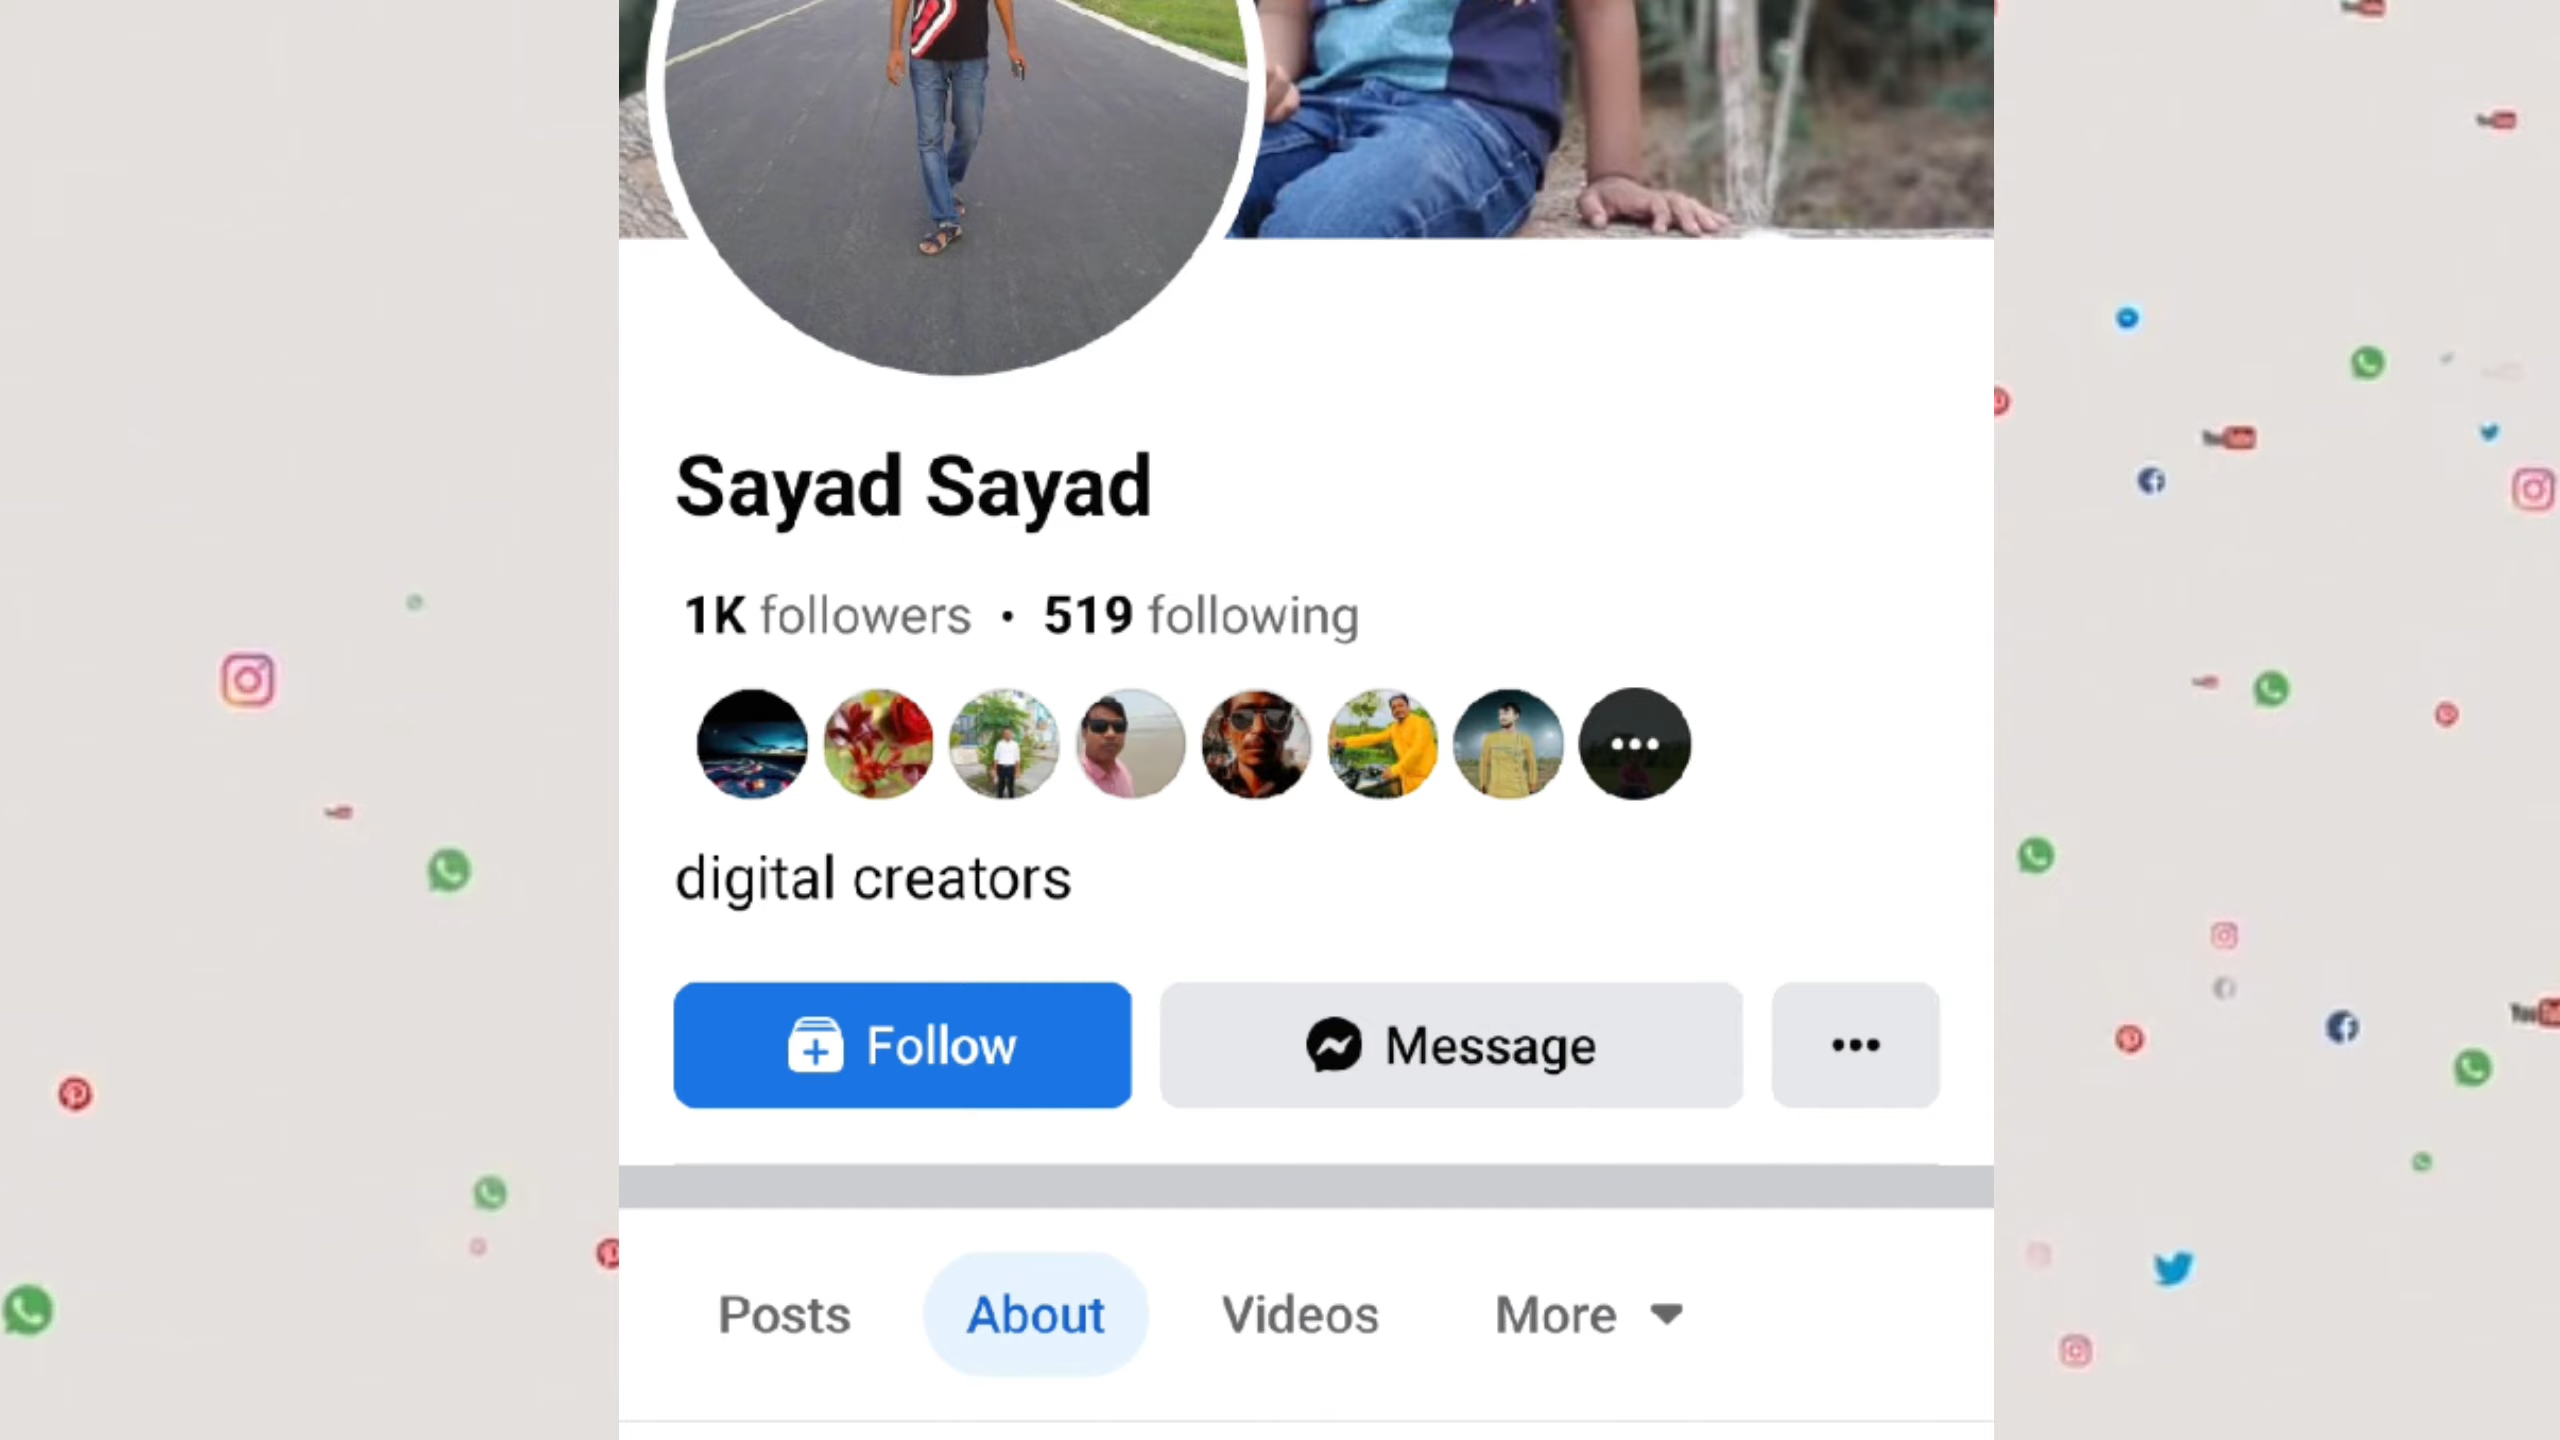 Sayad Sayad
1K followers • 519 following
digital creators
Follow
Message
Posts
About
Videos
More